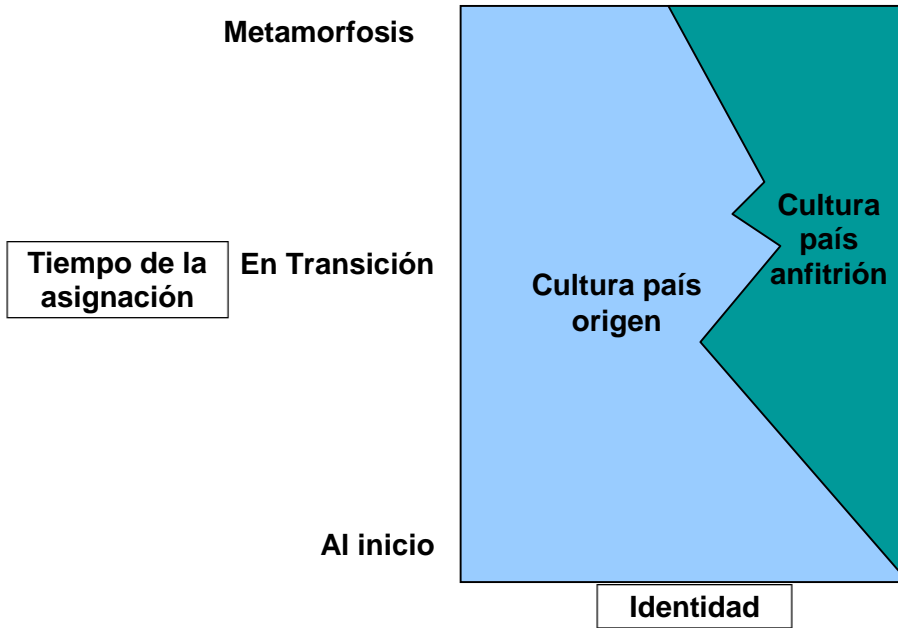 Metamorfosis
Tiempo de la
asignación
En Transición
Al inicio
Cultura país
origen
Cultura
país
anfitrión
Identidad